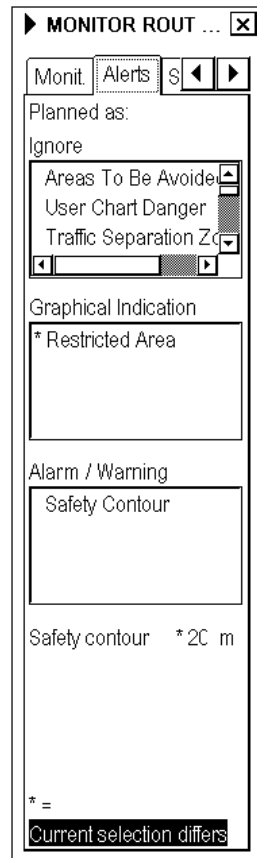 MONITOR ROUT ...
Monit. Alerts S
Planned as:
Ignore
Areas To Be Avoided
User Chart Danger
Traffic Separation Zo
Graphical Indication
* Restricted Area
Alarm / Warning
Safety Contour
Safety contour * 20 m
* =
Current selection differs